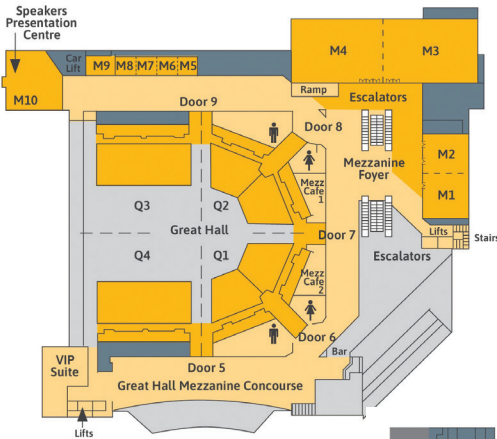 Speakers
Presentation
Centre
M10
Car
Lift
M9
M8
M7
M6
M5
M4
M3
Ramp
Escalators
Door 9
Door 8
Mezzanine
Foyer
M2
M1
Mezz
Cafe
1
Q3
Q2
Great Hall
Door 7
Lifts
Stairs
Q4
Q1
Escalators
Mezz
Cafe
2
Door 6
Bar
VIP
Suite
Door 5
Great Hall Mezzanine Concourse
Lifts